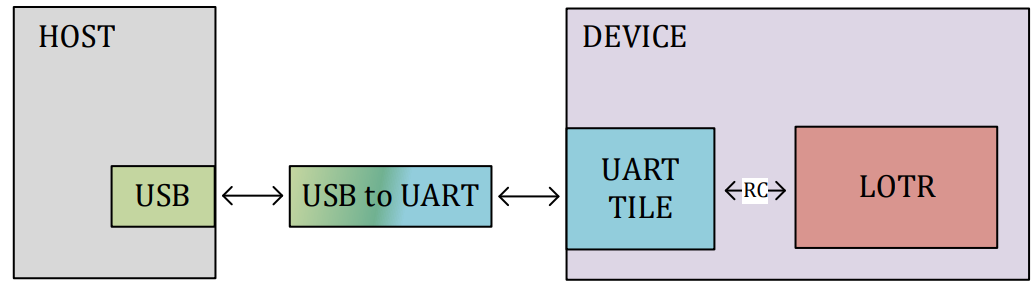 HOST
DEVICE
USB
USB to UART
UART
TILE
RC
LOTR